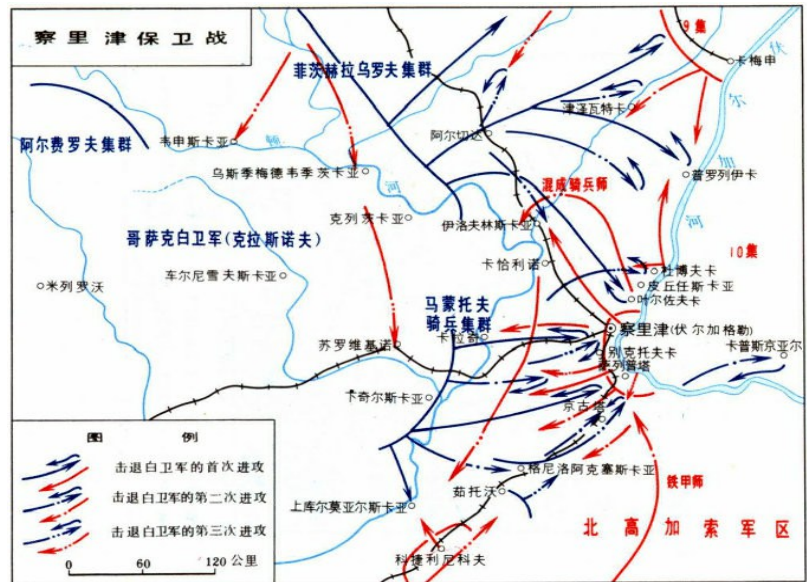 察里津保卫战
9集
卡梅申
伏尔加河
菲茨赫拉乌罗夫集群
津泽瓦特卡
阿尔切达
阿尔费罗夫集群
韦申斯卡亚
顿河
乌斯季梅德韦季茨卡亚
普罗列伊卡
混成骑兵师
克列茨卡亚
伊洛夫林斯卡亚
哥萨克白卫军(克拉斯诺夫)
10集
卡恰利诺
杜博夫卡
车尔尼雪夫斯卡亚
皮丘任斯卡亚
米列罗沃
叶尔佐夫卡
马蒙托夫
骑兵集群
察里津(伏尔加格勒)
卡拉奇
苏罗维基诺
别克托夫卡
卡普斯京亚尔
萨列普塔
卞奇尔斯卡亚
京古塔
图例
击退白卫军的首次进攻
击退白卫军的第二次进攻
击退白卫军的第三次进攻
格尼洛阿克塞斯卡亚
茹托沃
铁甲师
上库尔莫亚尔斯卡亚
北高加索军区
科捷利尼科夫
0 60 120 公里